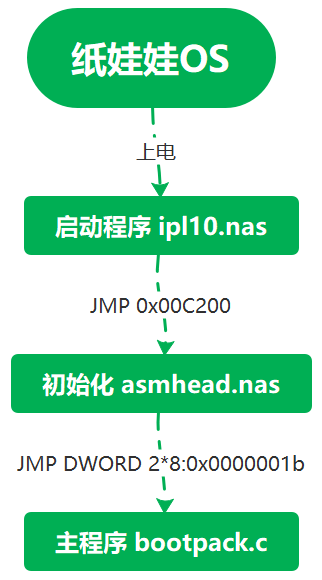 纸娃娃OS
上电
启动程序 ipl10.nas
JMP 0x00C200
初始化 asmhead.nas
JMP DWORD 2*8:0x0000001b
主程序 bootpack.c